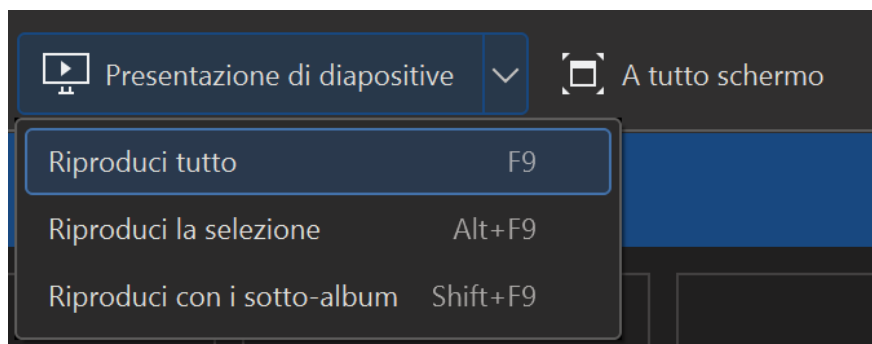 Presentazione di diapositive
A tutto schermo
Riproduci tutto F9
Riproduci la selezione Alt+F9
Riproduci con i sotto-album Shift+F9